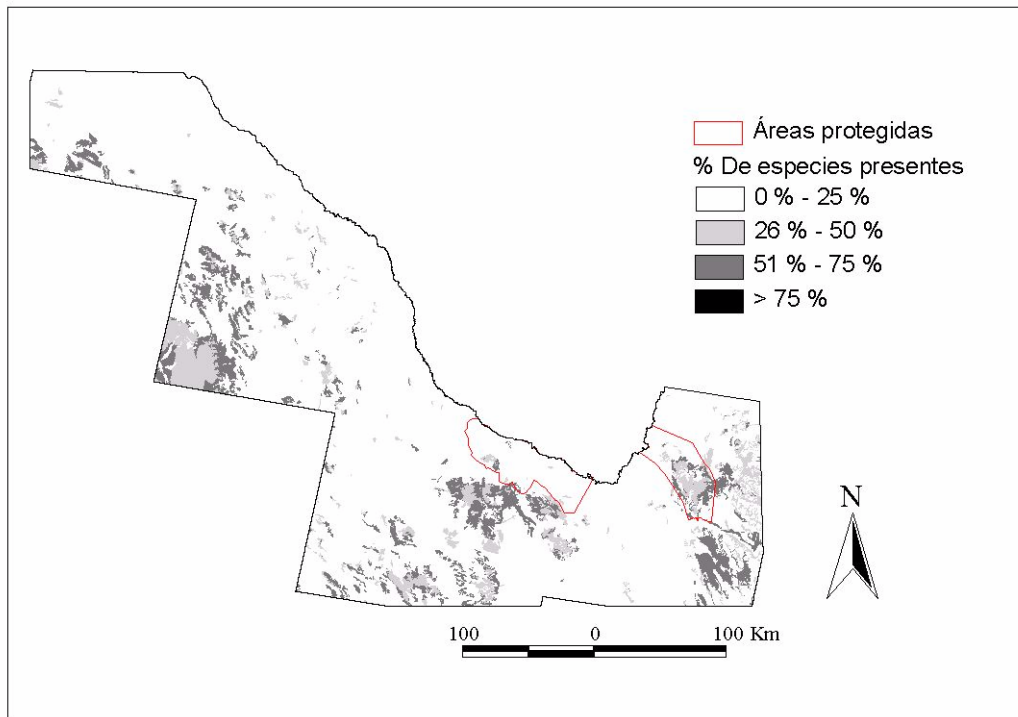 Áreas protegidas
% De especies presentes
0 % - 25 %
26 % - 50 %
51 % - 75 %
> 75 %
N
100 0 100 Km